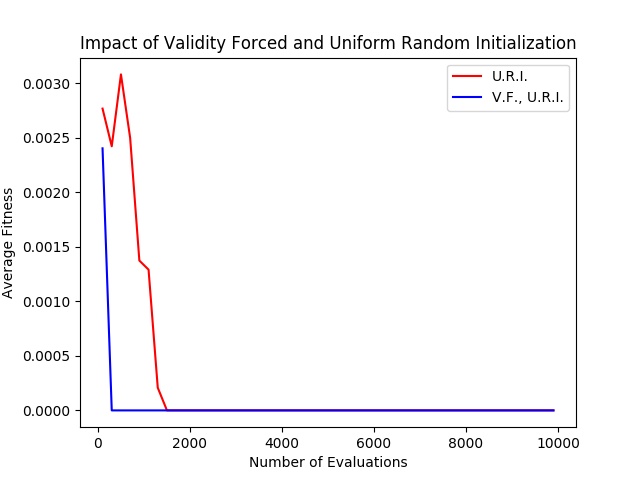 Impact of Validity Forced and Uniform Random Initialization
U.R.I.
V.F., U.R.I.
0.0030
0.0025
0.0020
0.0015
0.0010
0.0005
0.0000
Average Fitness
0 2000 4000 6000 8000 10000
Number of Evaluations